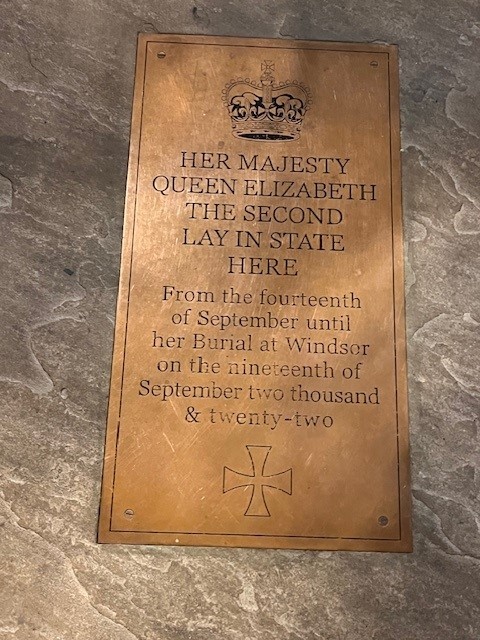 HER MAJESTY
QUEEN ELIZABETH
THE SECOND
LAY IN STATE
HERE
From the fourteenth
of September until
her Burial at Windsor
on the nineteenth of
September two thousand
& twenty-two